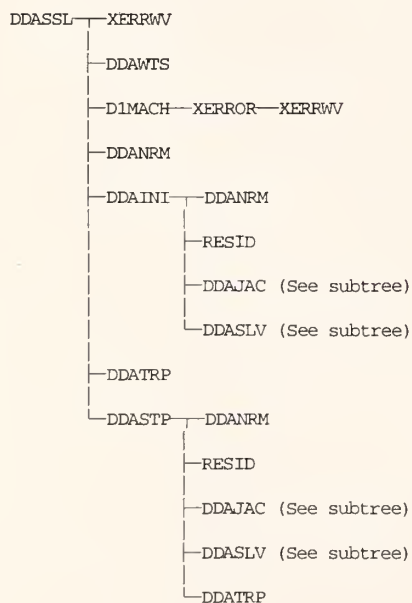 DDASSL XERRWV
DDAWTS
D1MACH XERROR XERRWV
DDANRM
DDAINI DDANRM
RESID
DDAJAC (See subtree)
DDASLV (See subtree)
DDATRP
DDASTP DDANRM
RESID
DDAJAC (See subtree)
DDASLV (See subtree)
DDATRP